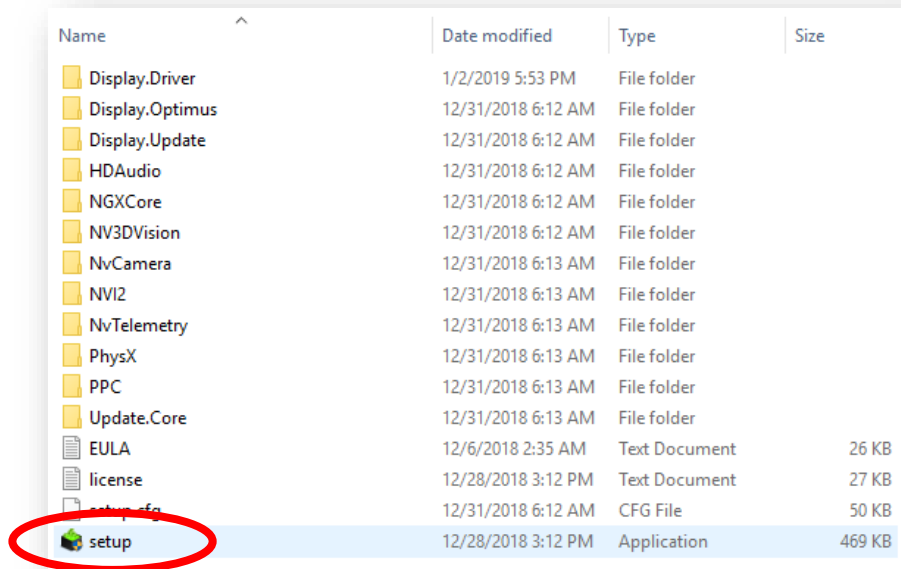 Name Date modified Type Size
Display.Driver 1/2/2019 5:53 PM File folder
Display.Optimus 12/31/2018 6:12 AM File folder
Display.Update 12/31/2018 6:12 AM File folder
HDAudio 12/31/2018 6:12 AM File folder
NGXCore 12/31/2018 6:12 AM File folder
NV3DVision 12/31/2018 6:12 AM File folder
NvCamera 12/31/2018 6:13 AM File folder
NVI2 12/31/2018 6:13 AM File folder
NvTelemetry 12/31/2018 6:13 AM File folder
PhysX 12/31/2018 6:13 AM File folder
PPC 12/31/2018 6:13 AM File folder
Update.Core 12/31/2018 6:13 AM File folder
EULA 12/6/2018 2:35 AM Text Document 26 KB
license 12/28/2018 3:12 PM Text Document 27 KB
setup.cfg 12/31/2018 6:12 AM CFG File 50 KB
setup 12/28/2018 3:12 PM Application 469 KB